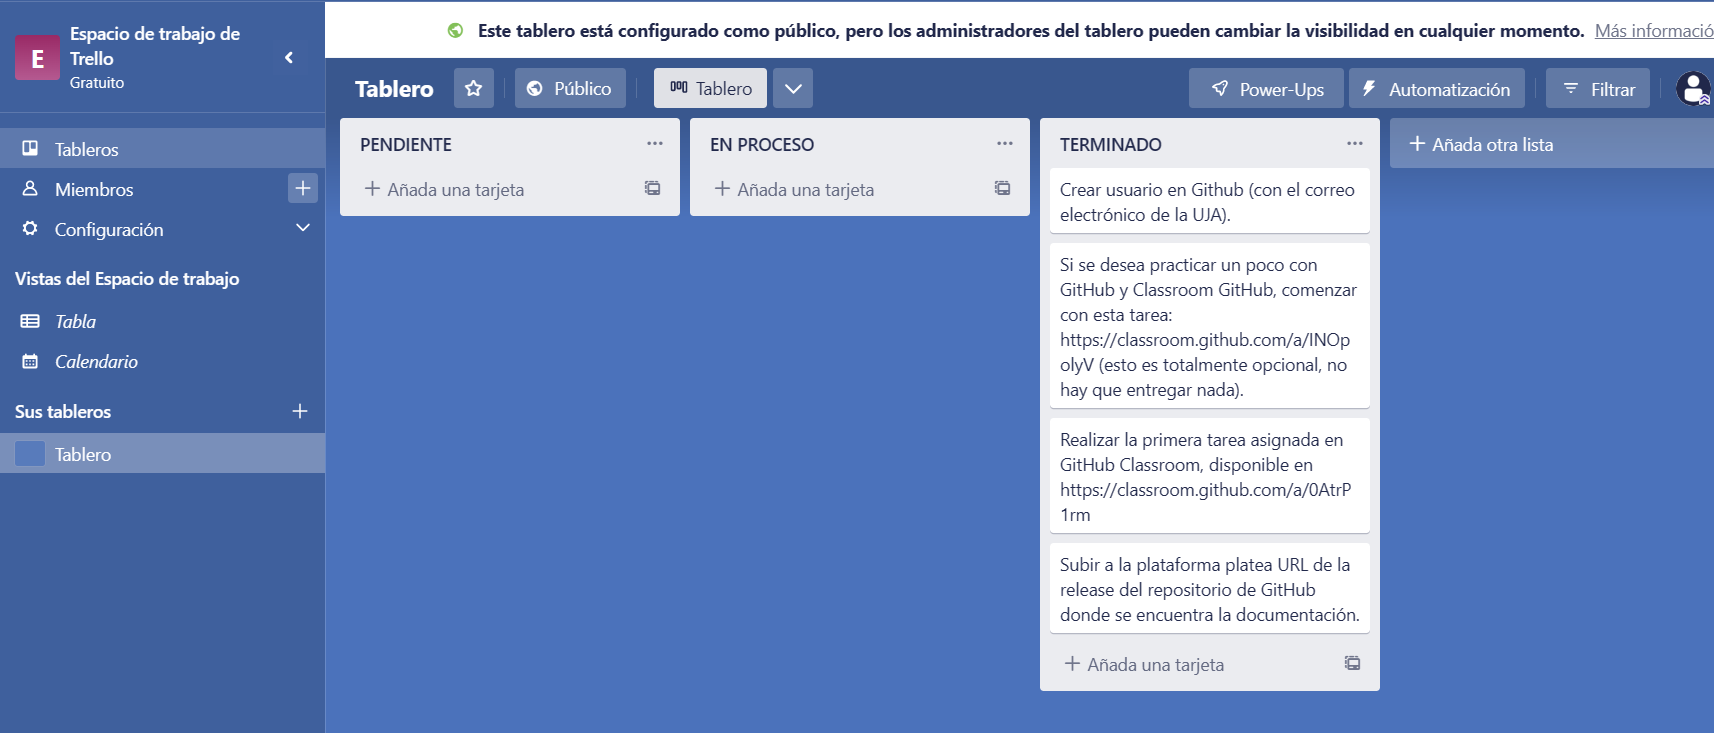 Este tablero está configurado como público, pero los administradores del tablero pueden cambiar la visibilidad en cualquier momento. Más informació
E
Espacio de trabajo de
Trello
Gratuito
Tableros
Miembros
Configuración
Vistas del Espacio de trabajo
Tabla
Calendario
Sus tableros
Tablero
Tablero
Público
Tablero
Power-Ups
Automatización
Filtrar
PENDIENTE
Añada una tarjeta
EN PROCESO
Añada una tarjeta
TERMINADO
Crear usuario en Github (con el correo
electrónico de la UJA).
Si se desea practicar un poco con
GitHub y Classroom GitHub, comenzar
con esta tarea:
https://classroom.github.com/a/INOp
olyV (esto es totalmente opcional, no
hay que entregar nada).
Realizar la primera tarea asignada en
GitHub Classroom, disponible en
https://classroom.github.com/a/0AtrP
1rm
Subir a la plataforma platea URL de la
release del repositorio de GitHub
donde se encuentra la documentación.
Añada una tarjeta
Añada otra lista